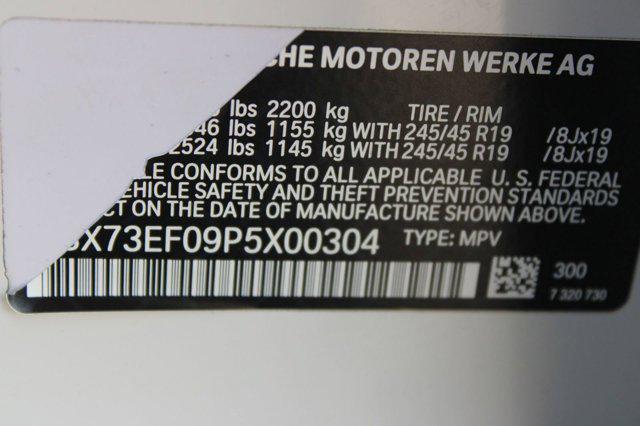 CHE MOTOREN WERKE AG
lbs 2200 kg TIRE / RIM
46 lbs 1155 kg WITH 245/45 R19 /8Jx19
2524 lbs 1145 kg WITH 245/45 R19 /8Jx19
LE CONFORMS TO ALL APPLICABLE U. S. FEDERAL
EHICLE SAFETY AND THEFT PREVENTION STANDARDS
CT ON THE DATE OF MANUFACTURE SHOWN ABOVE.
X73EF09P5X00304 TYPE: MPV
300
7 320 730